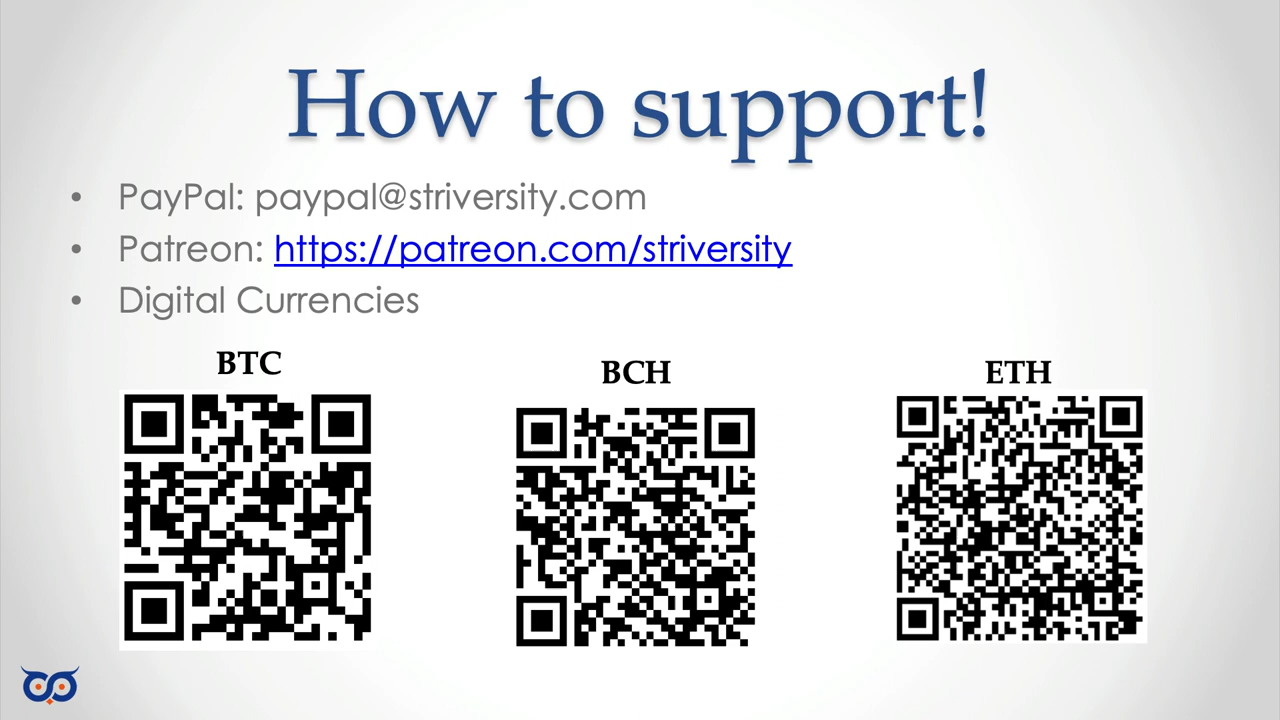 How to support!
• PayPal: paypal@striversity.com
• Patreon: https://patreon.com/striversity
• Digital Currencies
BTC
BCH
ETH